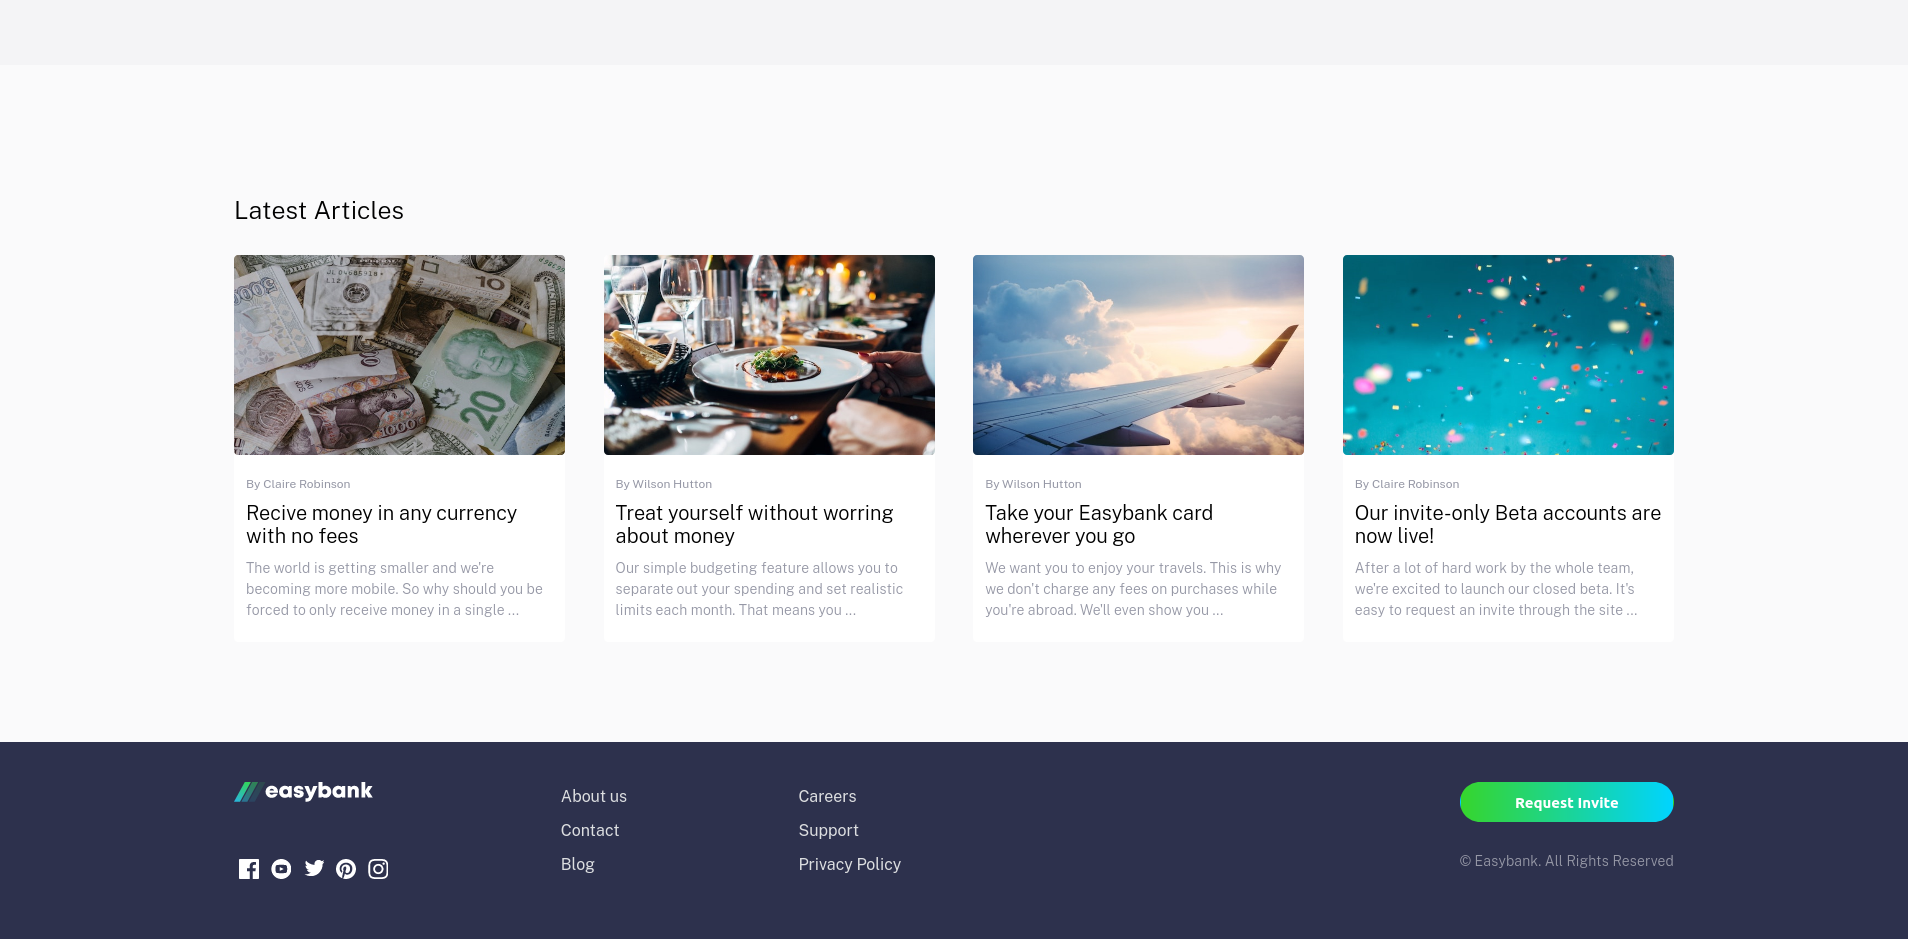 Latest Articles
By Claire Robinson
Recive money in any currency
with no fees
The world is getting smaller and we're
becoming more mobile. So why should you be
forced to only receive money in a single ...
By Wilson Hutton
Treat yourself without worring
about money
Our simple budgeting feature allows you to
separate out your spending and set realistic
limits each month. That means you ...
By Wilson Hutton
Take your Easybank card
wherever you go
We want you to enjoy your travels. This is why
we don't charge any fees on purchases while
you're abroad. We'll even show you ...
By Claire Robinson
Our invite-only Beta accounts are
now live!
After a lot of hard work by the whole team,
we're excited to launch our closed beta. It's
easy to request an invite through the site ...
easybank
About us
Contact
Blog
Careers
Support
Privacy Policy
Request Invite
© Easybank. All Rights Reserved